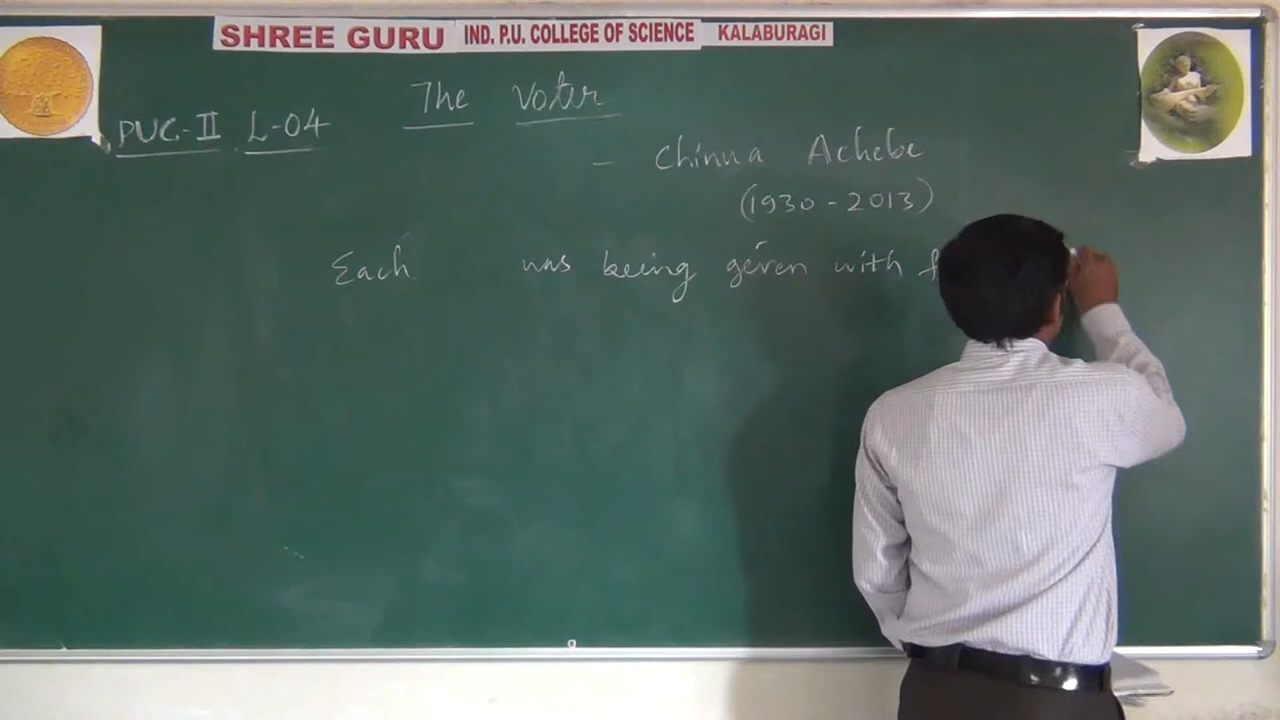 SHREE GURU IND. P.U. COLLEGE OF SCIENCE KALABURAGI
The Voter
PUC-II L-04
- Chinua Achebe
(1930-2013)
Each was being given with